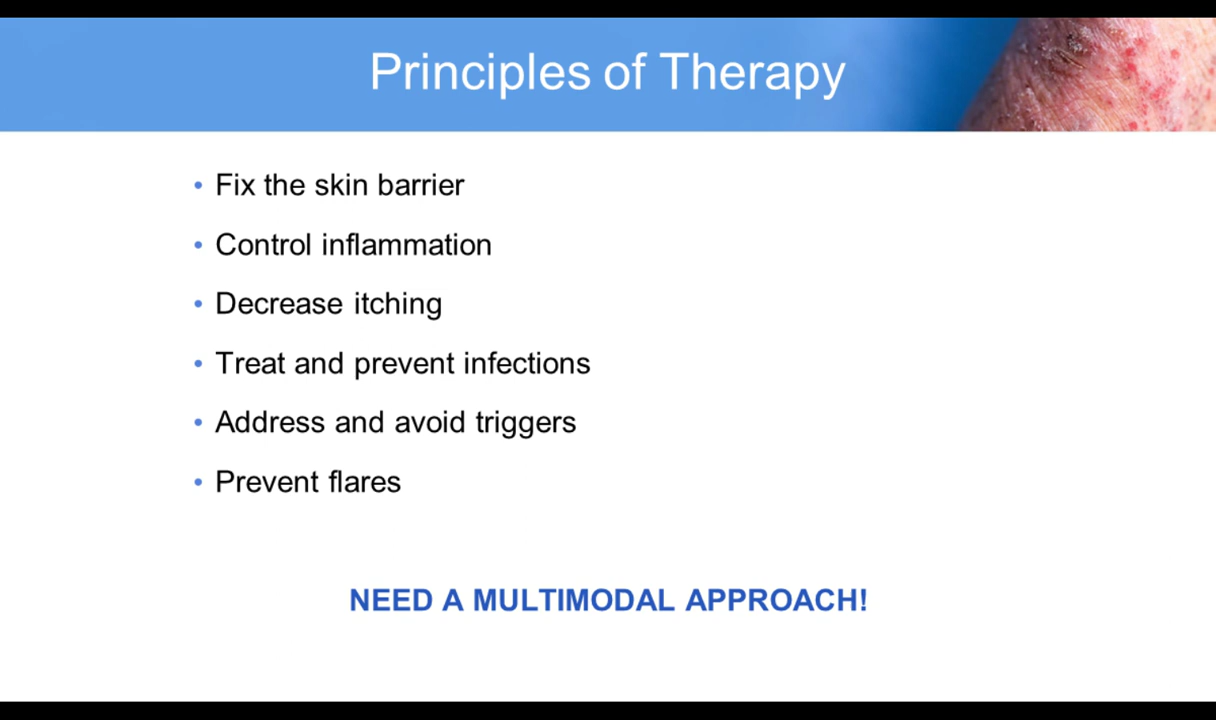 Principles of Therapy
• Fix the skin barrier
• Control inflammation
• Decrease itching
• Treat and prevent infections
• Address and avoid triggers
• Prevent flares
NEED A MULTIMODAL APPROACH!